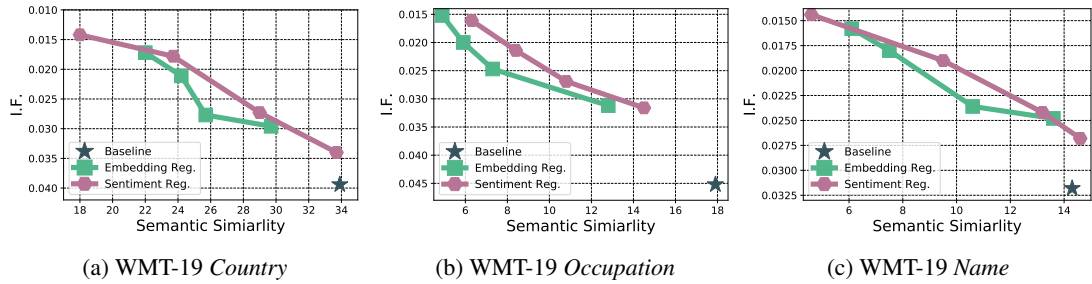 0.010
0.015
0.020
0.025
0.030
0.035
0.040
I.F.
Baseline
Embedding Reg.
Sentiment Reg.
18 20 22 24 26 28 30 32 34
Semantic Simiarlity
(a) WMT-19 Country
0.015
0.020
0.025
0.030
0.035
0.040
0.045
I.F.
Baseline
Embedding Reg.
Sentiment Reg.
6 8 10 12 14 16 18
Semantic Simiarlity
(b) WMT-19 Occupation
0.0150
0.0175
0.0200
0.0225
0.0250
0.0275
0.0300
0.0325
I.F.
Baseline
Embedding Reg.
Sentiment Reg.
6 8 10 12 14
Semantic Simiarlity
(c) WMT-19 Name